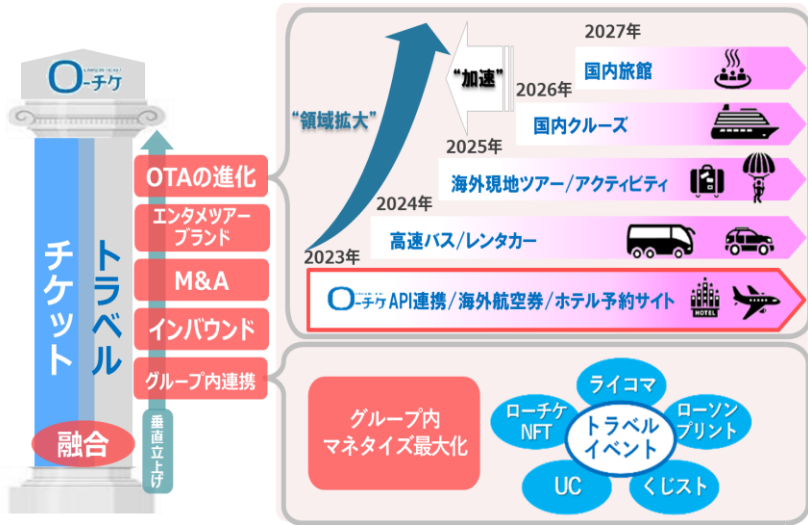 ローチケ
チケット
トラベル
融合
垂直立上げ
OTAの進化
エンタメツアー
ブランド
M&A
インバウンド
グループ内連携
“領域拡大”
“加速”
2027年
国内旅館
2026年
国内クルーズ
2025年
海外現地ツアー/アクティビティ
2024年
高速バス/レンタカー
2023年
ローチケ API連携/海外航空券/ホテル予約サイト
HOTEL
グループ内
マネタイズ最大化
ライコマ
ローチケ
NFT
ローソン
プリント
トラベル
イベント
UC
くじスト